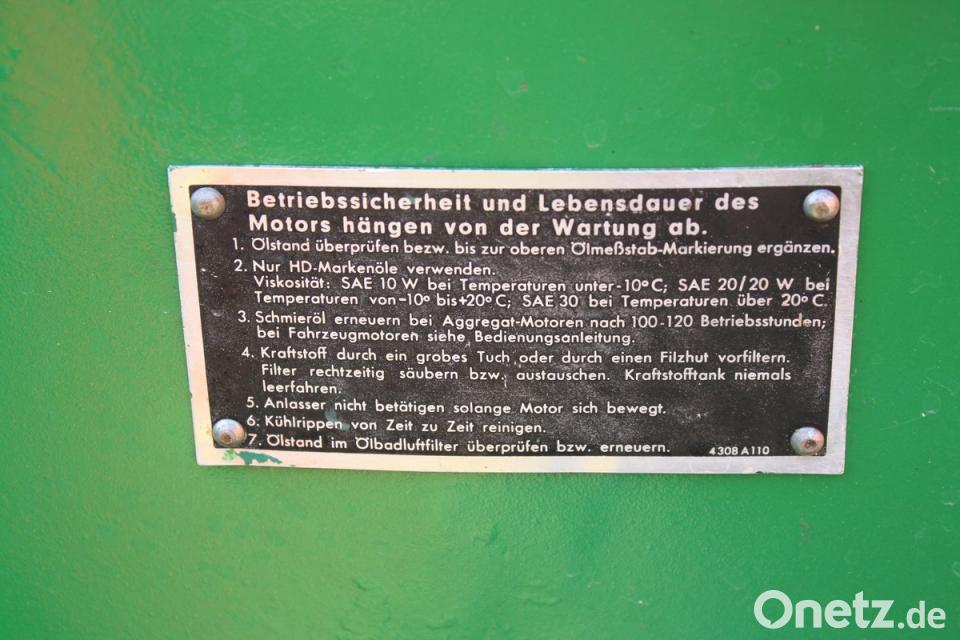 Betriebssicherheit und Lebensdauer des
Motors hängen von der Wartung ab.
1. Ölstand überprüfen bezw. bis zur oberen Ölmeßstab-Markierung ergänzen.
2. Nur HD-Markenöle verwenden.
Viskosität: SAE 10 W bei Temperaturen unter -10° C; SAE 20/20 W bei
Temperaturen von -10° bis +20° C; SAE 30 bei Temperaturen über 20° C.
3. Schmieröl erneuern bei Aggregat-Motoren nach 100-120 Betriebsstunden;
bei Fahrzeugmotoren siehe Bedienungsanleitung.
4. Kraftstoff durch ein grobes Tuch oder durch einen Filzhut vorfiltern.
Filter rechtzeitig säubern bzw. austauschen. Kraftstofftank niemals
leerfahren.
5. Anlasser nicht betätigen solange Motor sich bewegt.
6. Kühlrippen von Zeit zu Zeit reinigen.
7. Ölstand im Ölbadluftfilter überprüfen bzw. erneuern. 4308 A 110
Onetz.de